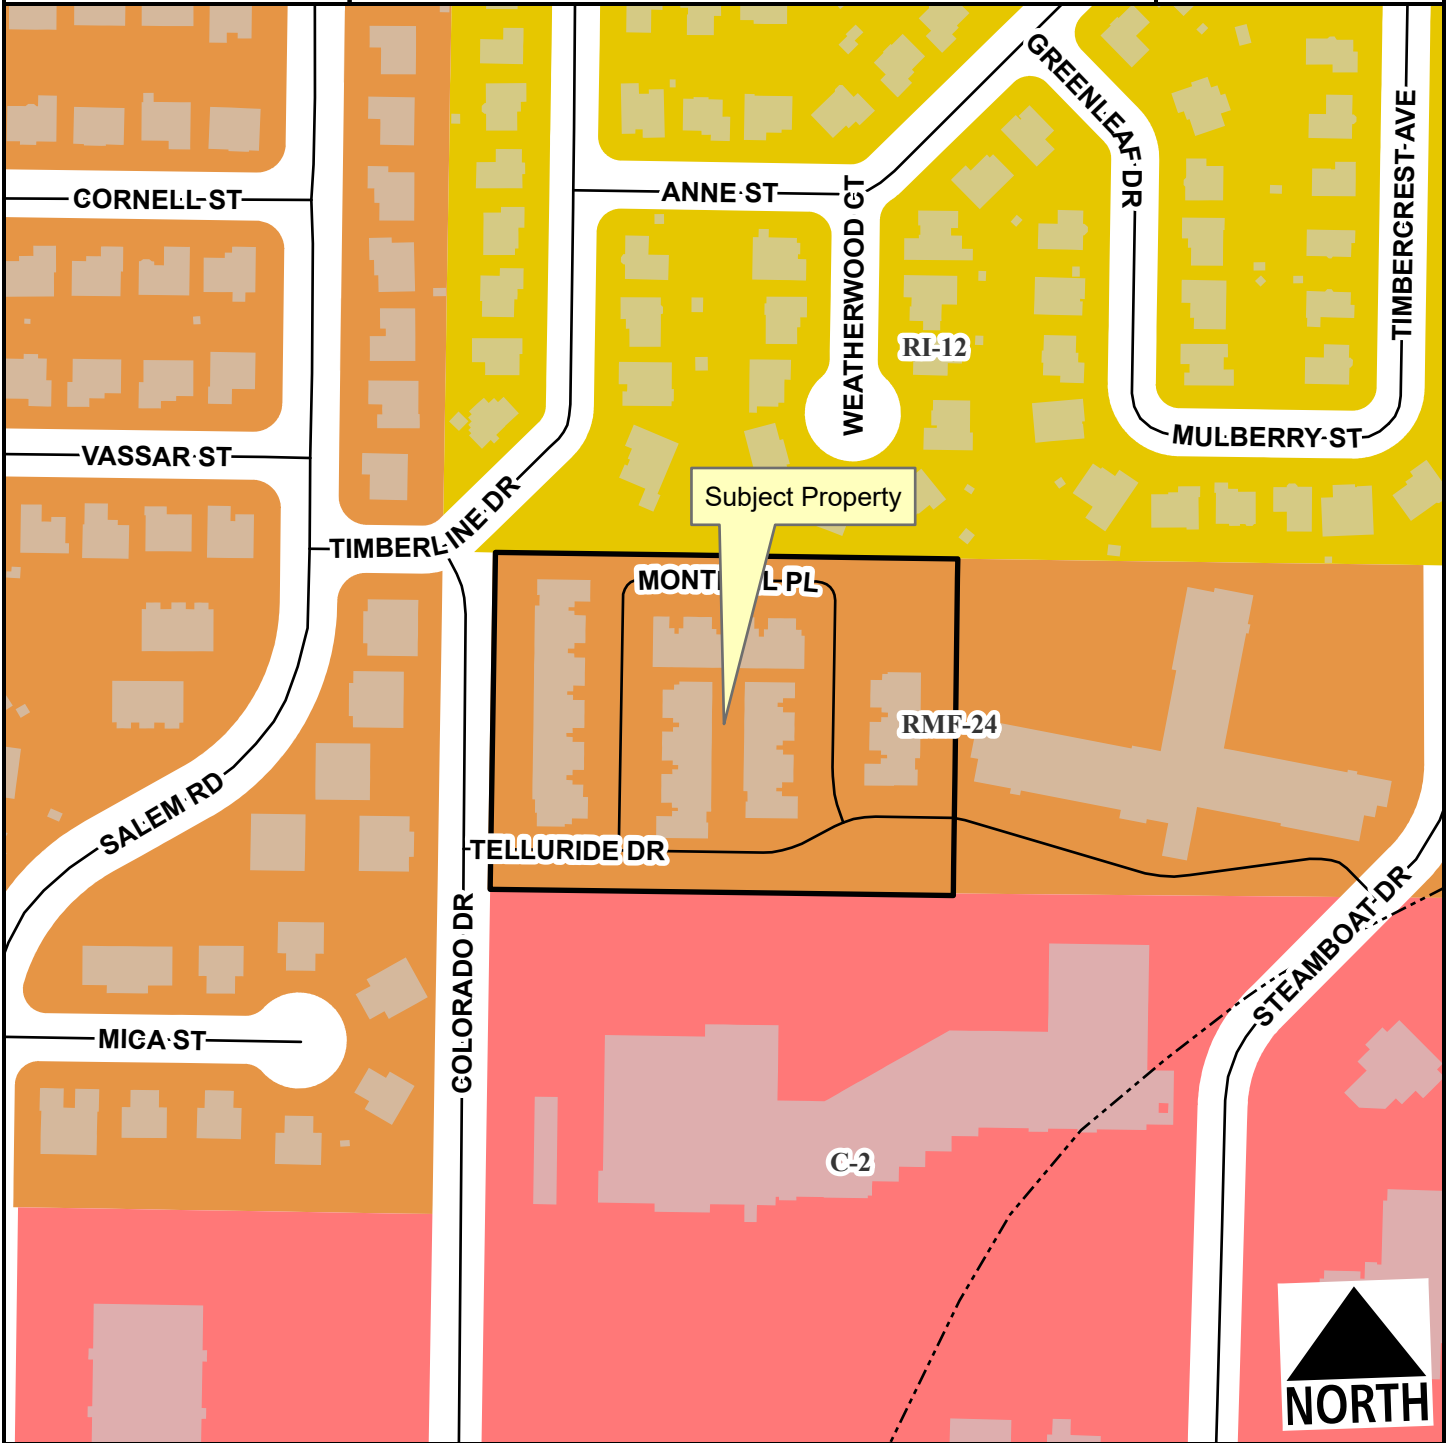 GREENLEAF DR
TIMBERCREST AVE
CORNELL ST
ANNE ST
WEATHERWOOD CT
RI-12
MULBERRY ST
VASSAR ST
Subject Property
TIMBERLINE DR
PL
RMF-24
SALEM RD
TELLURIDE DR
COLORADO DR
STEAMBOAT DR
MICA ST
C-2
NORTH